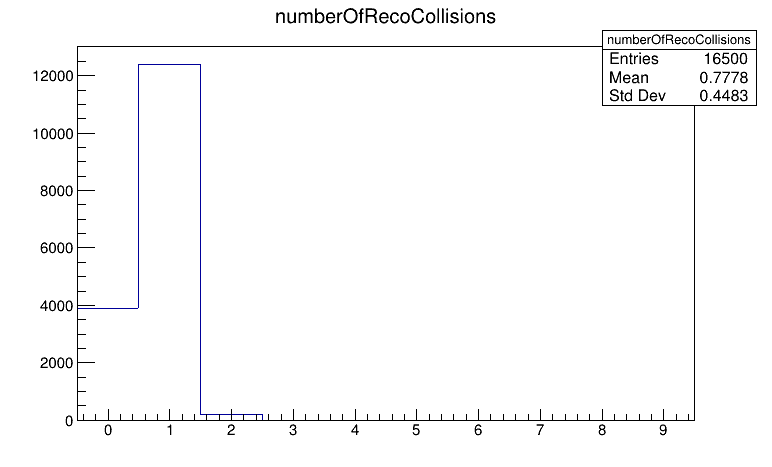 numberOfRecoCollisions
numberOfRecoCollisions
Entries 16500
Mean 0.7778
Std Dev 0.4483
12000
10000
8000
6000
4000
2000
0
0 1 2 3 4 5 6 7 8 9